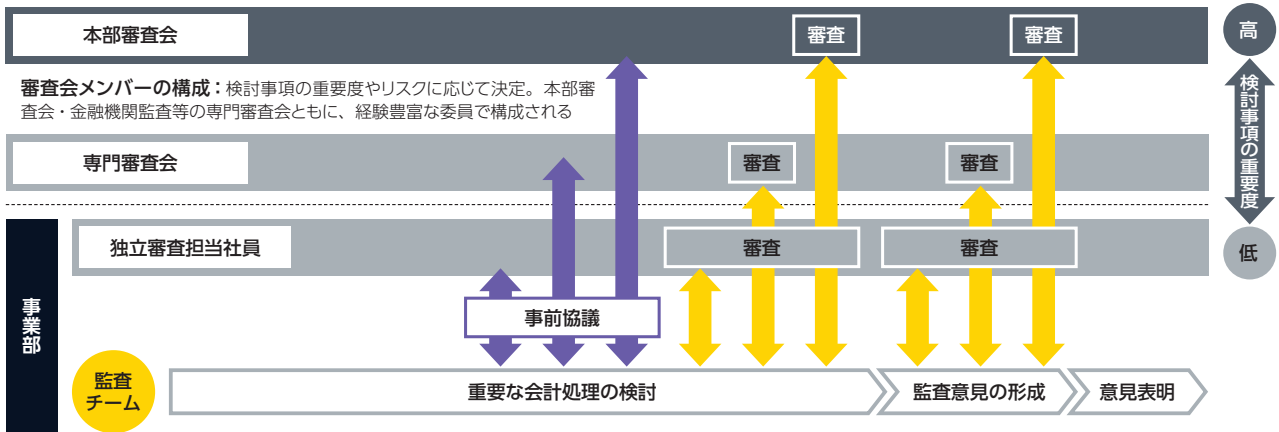 本部審査会
審査
審査
高
審査会メンバーの構成：検討事項の重要度やリスクに応じて決定。本部審
査会・金融機関監査等の専門審査会ともに、経験豊富な委員で構成される
検討事項の重要度
専門審査会
審査
審査
独立審査担当社員
審査
審査
低
事業部
事前協議
監査
チーム
重要な会計処理の検討
監査意見の形成
意見表明